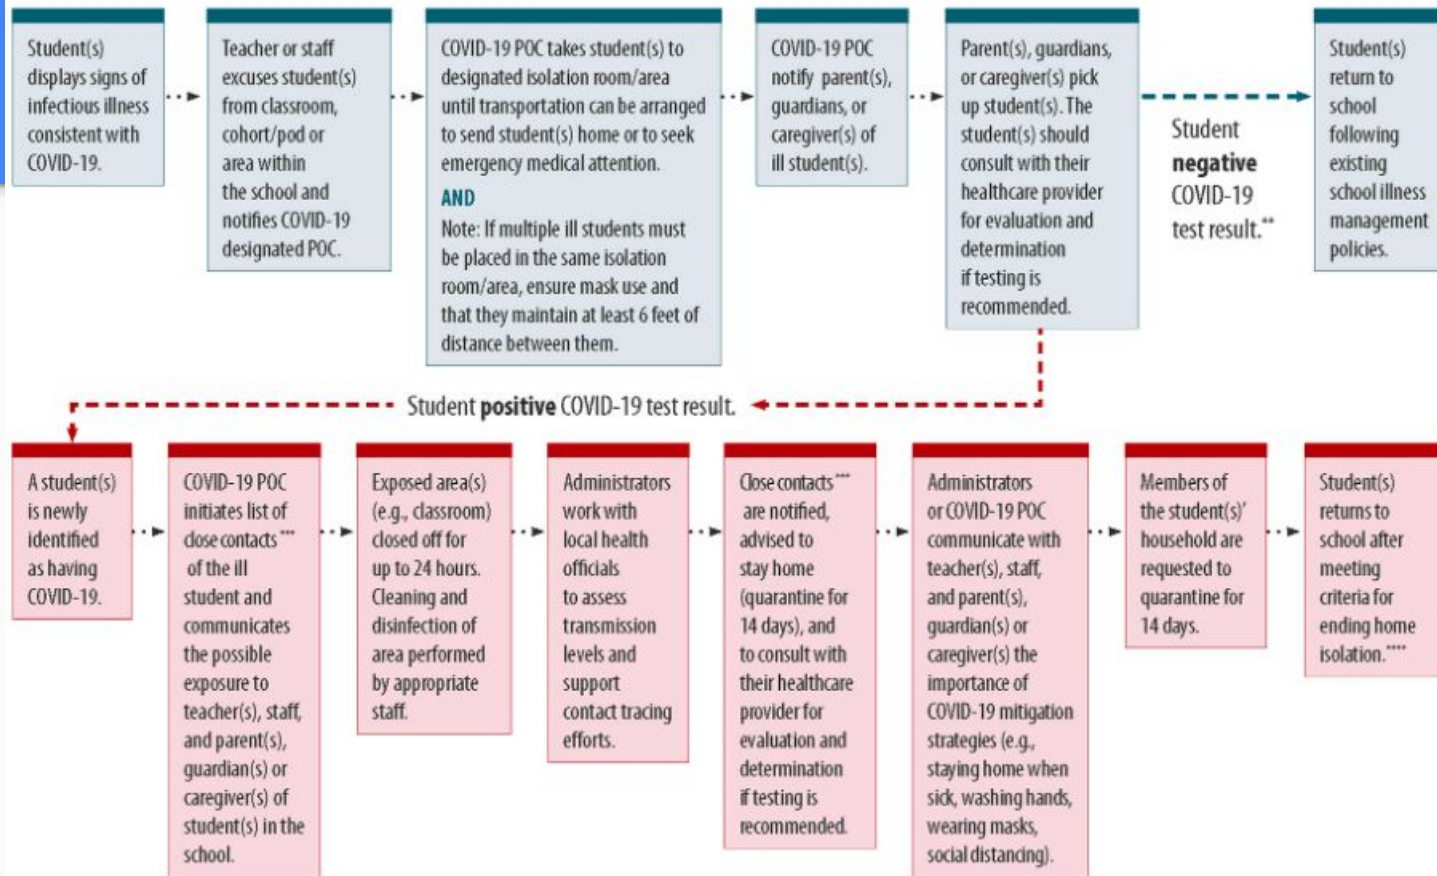 Student(s)
displays signs of
infectious illness
consistent with
COVID-19.
Teacher or staff
excuses student(s)
from classroom,
cohort/pod or
area within
the school and
notifies COVID-19
designated POC.
COVID-19 POC takes student(s) to
designated isolation room/area
until transportation can be arranged
to send student(s) home or to seek
emergency medical attention.
AND
Note: If multiple ill students must
be placed in the same isolation
room/area, ensure mask use and
that they maintain at least 6 feet of
distance between them.
COVID-19 POC
notify parent(s),
guardians, or
caregiver(s) of
ill student(s).
Parent(s), guardians,
or caregiver(s) pick
up student(s). The
student(s) should
consult with their
healthcare provider
for evaluation and
determination
if testing is
recommended.
Student
negative
COVID-19
test result.**
Student(s)
return to
school
following
existing
school illness
management
policies.
Student positive COVID-19 test result.
A student(s)
is newly
identified
as having
COVID-19.
COVID-19 POC
initiates list of
close contacts***
of the ill
student and
communicates
the possible
exposure to
teacher(s), staff,
and parent(s),
guardian(s) or
caregiver(s) of
student(s) in the
school.
Exposed area(s)
(e.g., classroom)
closed off for
up to 24 hours.
Cleaning and
disinfection of
area performed
by appropriate
staff.
Administrators
work with
local health
officials
to assess
transmission
levels and
support
contact tracing
efforts.
Close contacts***
are notified,
advised to
stay home
(quarantine for
14 days), and
to consult with
their healthcare
provider for
evaluation and
determination
if testing is
recommended.
Administrators
or COVID-19 POC
communicate with
teacher(s), staff,
and parent(s),
guardian(s) or
caregiver(s) the
importance of
COVID-19 mitigation
strategies (e.g.,
staying home when
sick, washing hands,
wearing masks,
social distancing).
Members of
the student(s)'
household are
requested to
quarantine for
14 days.
Student(s)
returns to
school after
meeting
criteria for
ending home
isolation.****